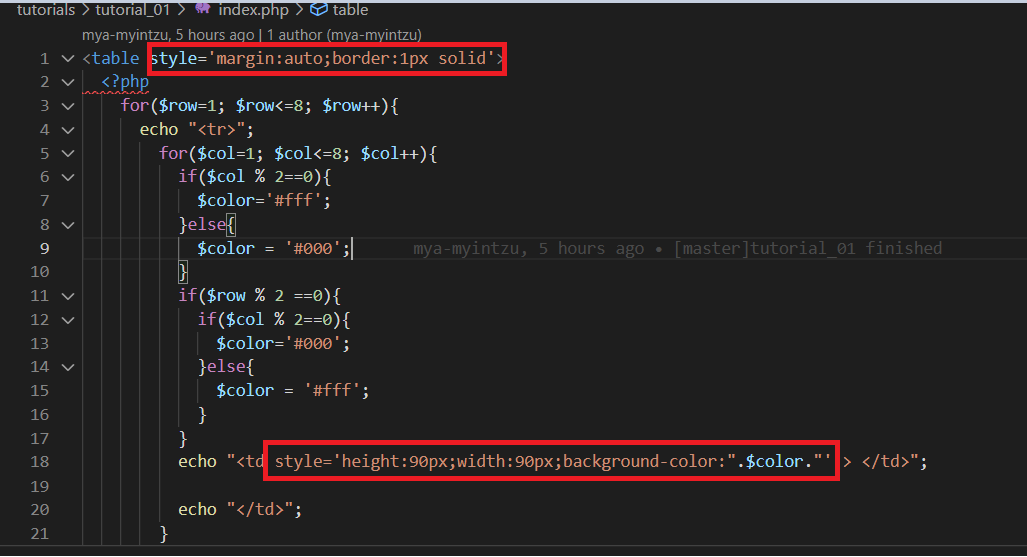 tutorials > tutorial_01 > index.php > table
mya-myintzu, 5 hours ago | 1 author (mya-myintzu)
1 <table style='margin:auto;border:1px solid'>
2 <?php
3 for($row=1; $row<=8; $row++){
4 echo "<tr>";
5 for($col=1; $col<=8; $col++){
6 if($col % 2==0){
7 $color='#fff';
8 }else{
9 $color = '#000'; mya-myintzu, 5 hours ago • [master]tutorial_01 finished
10 }
11 if($row % 2 ==0){
12 if($col % 2==0){
13 $color='#000';
14 }else{
15 $color = '#fff';
16 }
17 }
18 echo "<td style='height:90px;width:90px;background-color:".$color."' > </td>";
19
20 echo "</td>";
21 }